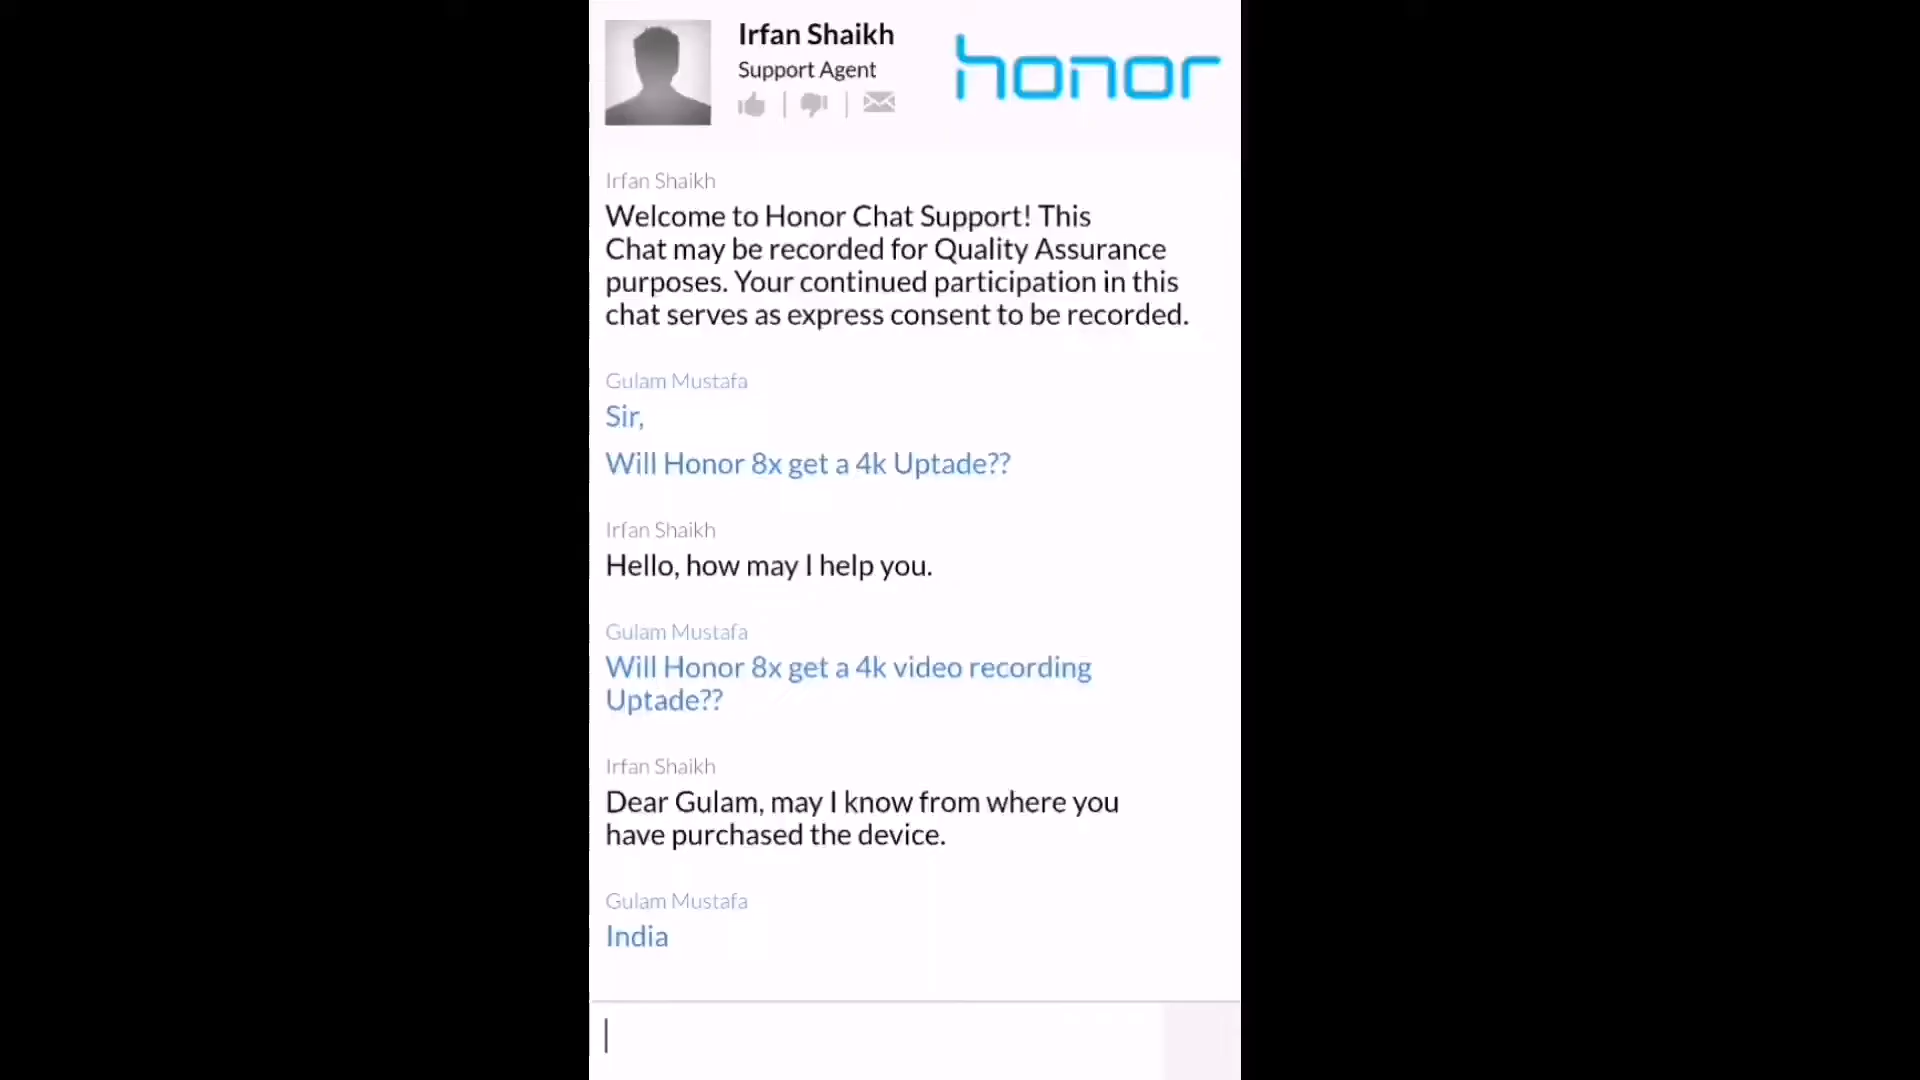 Irfan Shaikh
Support Agent
honor
Irfan Shaikh
Welcome to Honor Chat Support! This
Chat may be recorded for Quality Assurance
purposes. Your continued participation in this
chat serves as express consent to be recorded.
Gulam Mustafa
Sir,
Will Honor 8x get a 4k Uptade??
Irfan Shaikh
Hello, how may I help you.
Gulam Mustafa
Will Honor 8x get a 4k video recording
Uptade??
Irfan Shaikh
Dear Gulam, may I know from where you
have purchased the device.
Gulam Mustafa
India